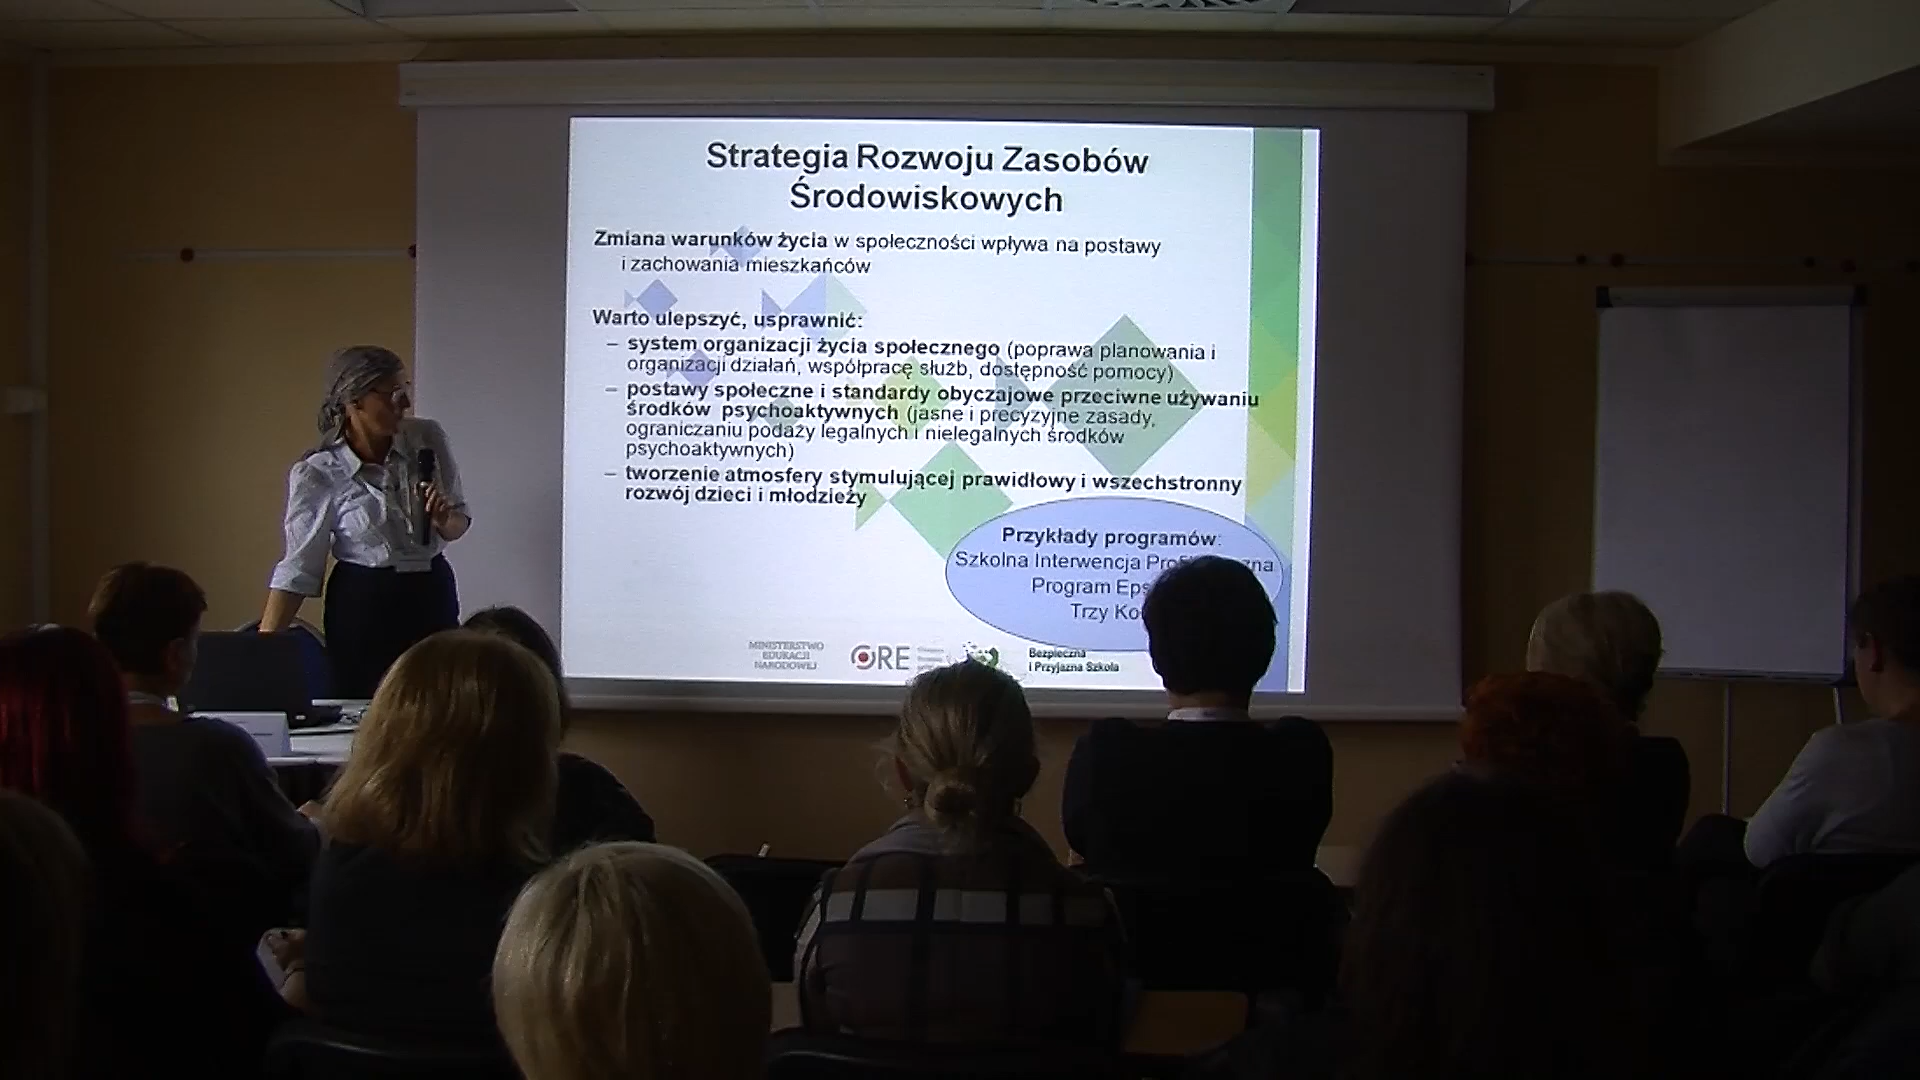 Strategia Rozwoju Zasobów
Środowiskowych
Zmiana warunków życia w społeczności wpływa na postawy
i zachowania mieszkańców
Warto ulepszyć, usprawnić:
– system organizacji życia społecznego (poprawa planowania i
organizacji działań, współpracę służb, dostępność pomocy)
– postawy społeczne i standardy obyczajowe przeciwne używaniu
środków psychoaktywnych (jasne i precyzyjne zasady,
ograniczaniu podaży legalnych i nielegalnych środków
psychoaktywnych)
– tworzenie atmosfery stymulującej prawidłowy i wszechstronny
rozwój dzieci i młodzieży
Przykłady programów:
Szkolna Interwencja
Program
Trzy
MINISTERSTWO
EDUKACJI
NARODOWEJ
ORE
Bezpieczna
i Przyjazna Szkoła